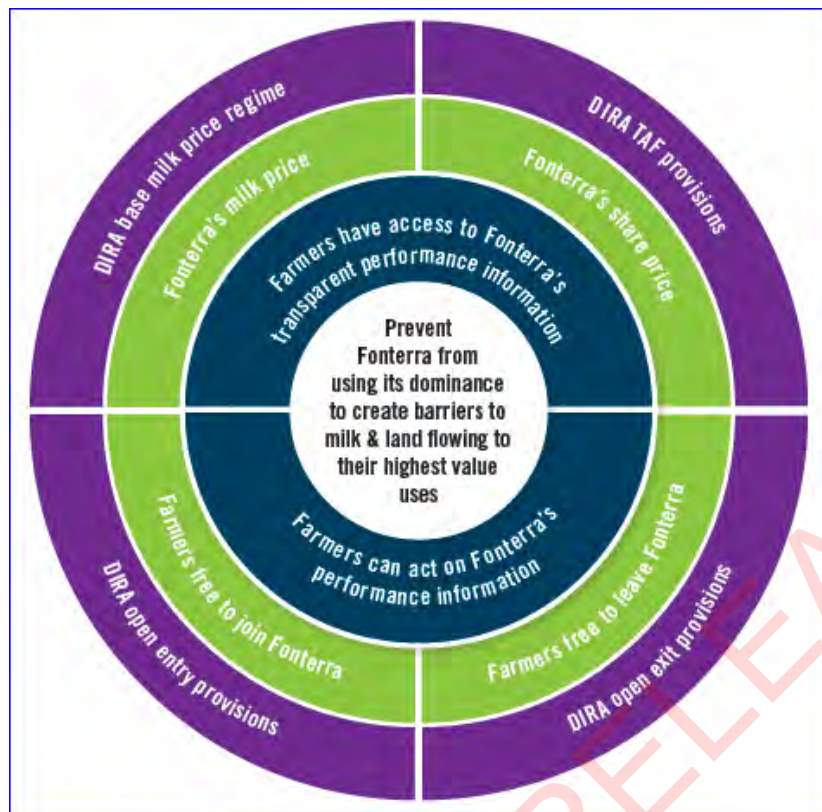 DIRA base milk price regime
DIRA TAF provisions
Fonterra's milk price
Fonterra's share price
Farmers have access to Fonterra's
transparent performance information
Prevent
Fonterra from
using its dominance
to create barriers to
milk & land flowing to
their highest value
uses
Farmers can act on Fonterra's
performance information
Farmers free to join Fonterra
Farmers free to leave Fonterra
DIRA open entry provisions
DIRA open exit provisions